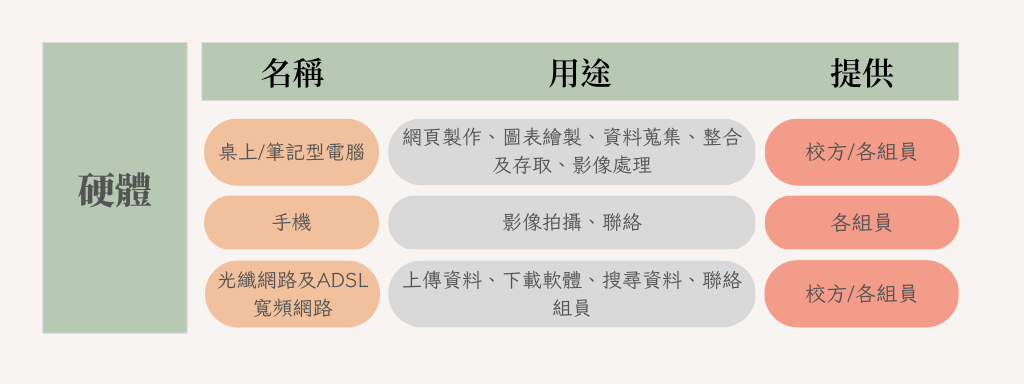 硬體
名稱
用途
提供
桌上/筆記型電腦
網頁製作、圖表繪製、資料蒐集、整合
及存取、影像處理
校方/各組員
手機
影像拍攝、聯絡
各組員
光纖網路及ADSL
寬頻網路
上傳資料、下載軟體、搜尋資料、聯絡
組員
校方/各組員